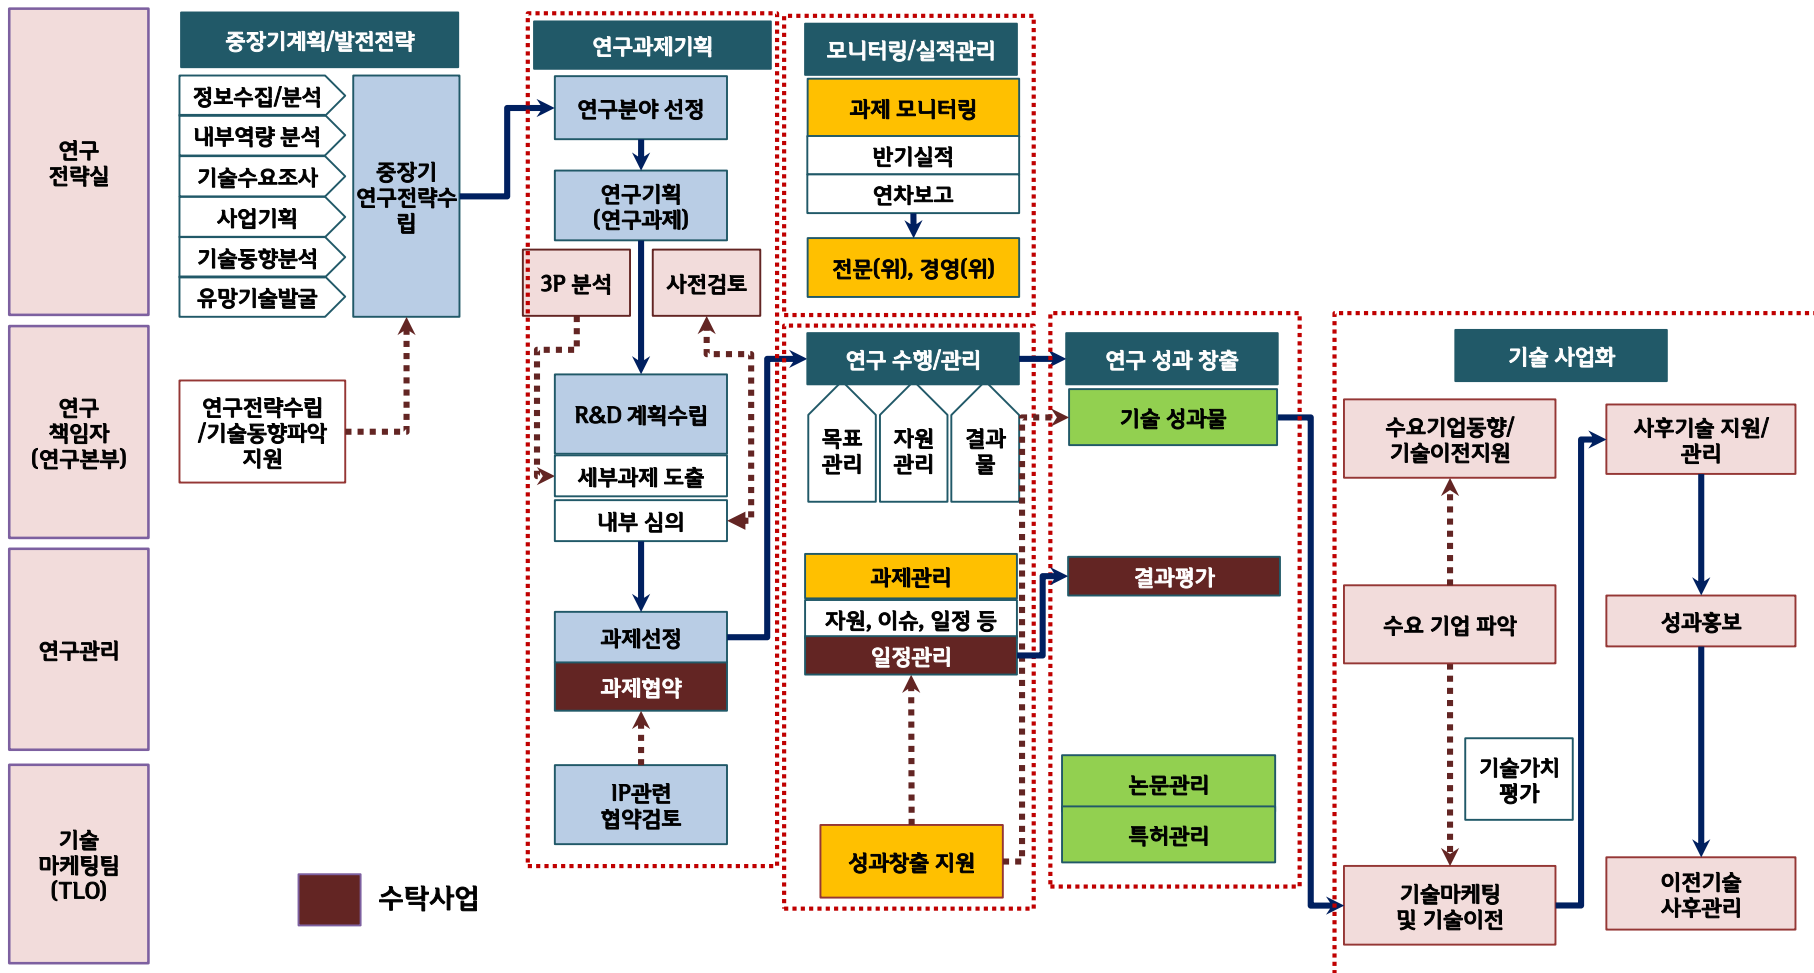 연구
전략실
연구
책임자
(연구본부)
연구관리
기술
마케팅팀
(TLO)
중장기계획/발전전략
정보수집/분석
내부역량 분석
기술수요조사
사업기획
기술동향분석
유망기술발굴
중장기
연구전략수
립
연구전략수립
/기술동향파악
지원
수탁사업
연구과제기획
연구분야 선정
연구기획
(연구과제)
3P 분석
사전검토
R&D 계획수립
세부과제 도출
내부 심의
과제선정
과제협약
IP관련
협약검토
모니터링/실적관리
과제 모니터링
반기실적
연차보고
전문(위), 경영(위)
연구 수행/관리
목표
관리
자원
관리
결과
물
과제관리
자원, 이슈, 일정 등
일정관리
성과창출 지원
연구 성과 창출
기술 성과물
결과평가
논문관리
특허관리
기술 사업화
수요기업동향/
기술이전지원
수요 기업 파악
기술가치
평가
기술마케팅
및 기술이전
사후기술 지원/
관리
성과홍보
이전기술
사후관리